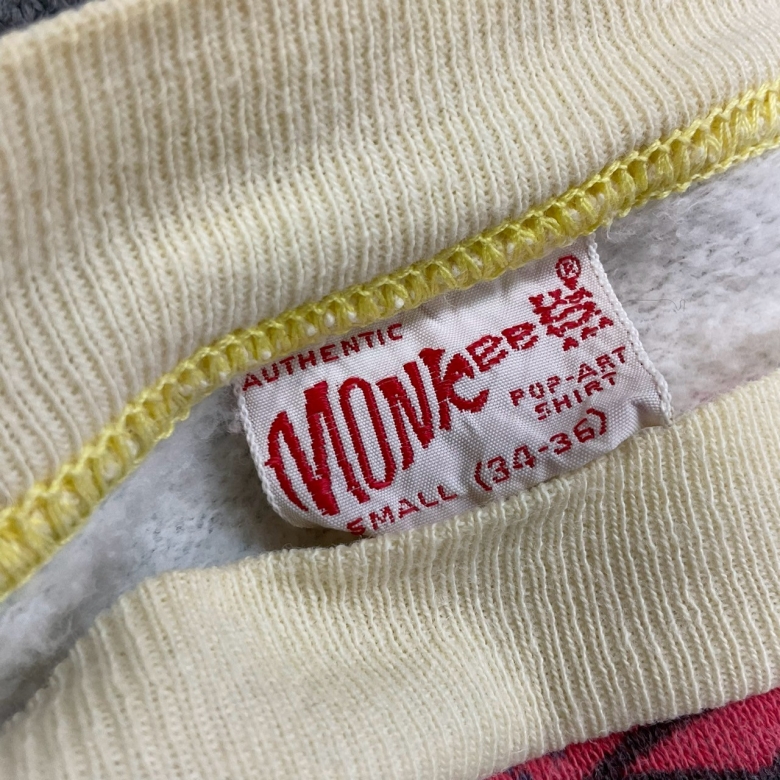 AUTHENTIC
MONKEES®
POP-ART
SHIRT
SMALL (34-36)